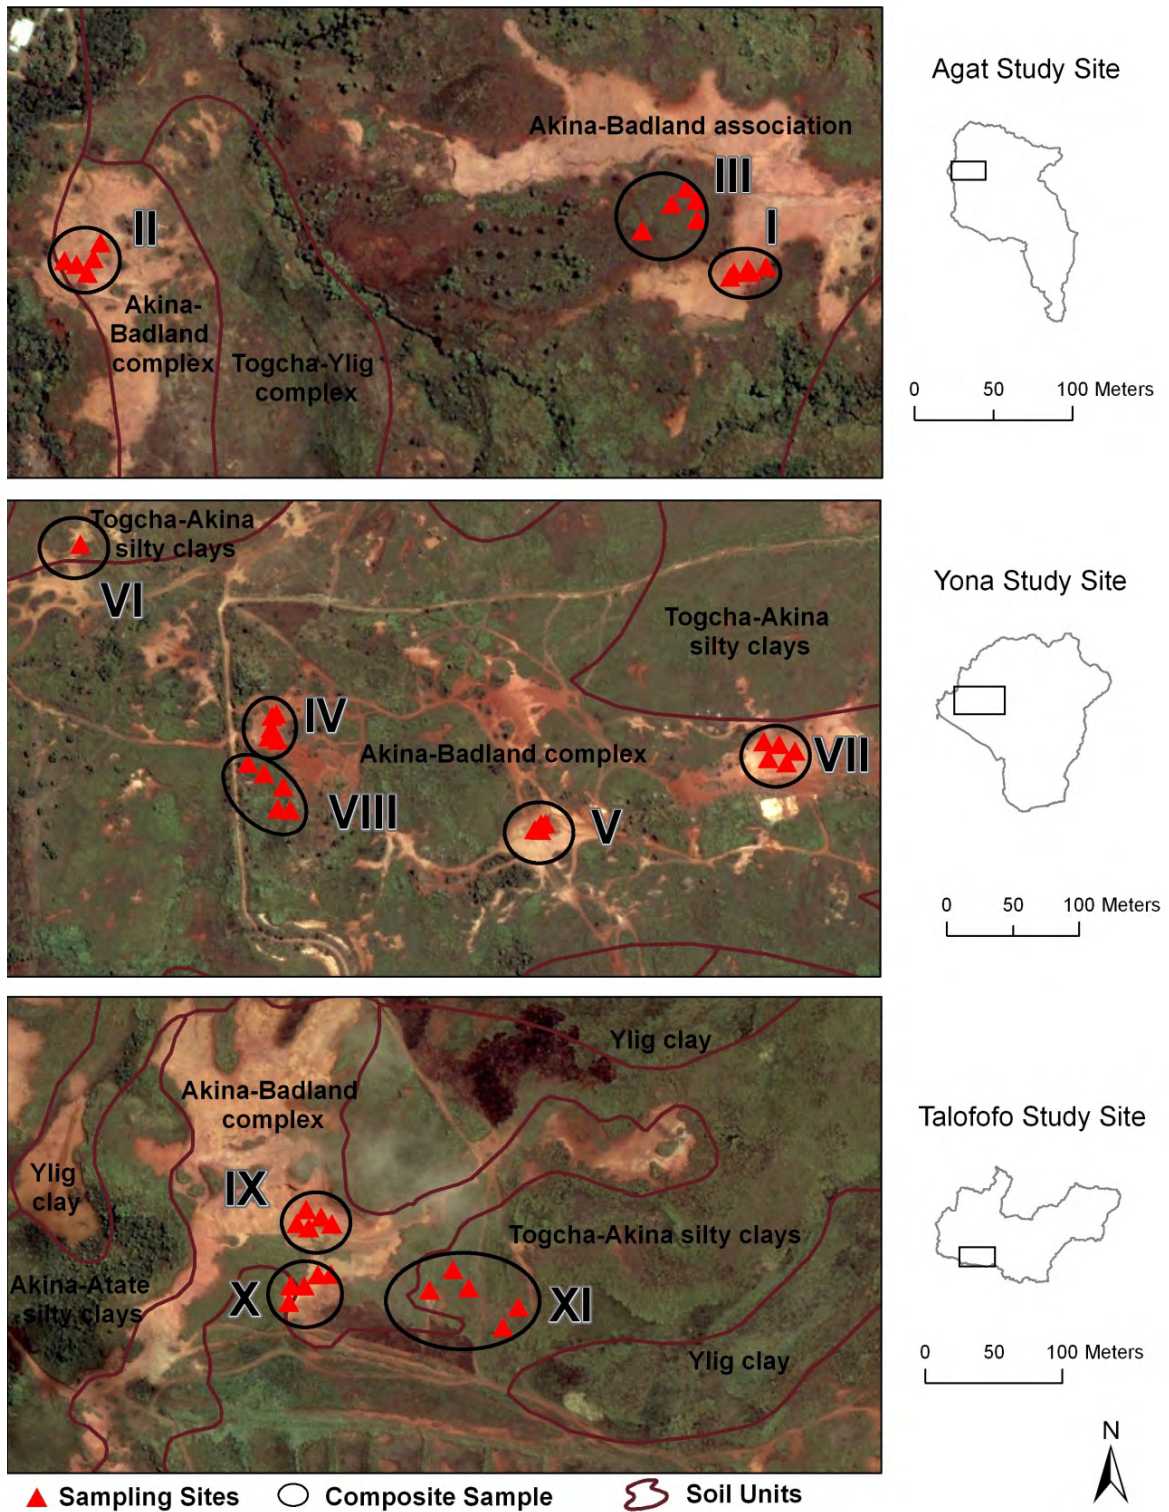 Agat Study Site
Akina-Badland association
III
II
I
Akina-
Badland
complex
Togcha-Ylig
complex
0 50 100 Meters
Togcha-Akina
silty clays
VI
Yona Study Site
Togcha-Akina
silty clays
IV
Akina-Badland complex
VII
VIII
V
0 50 100 Meters
Ylig clay
Akina-Badland
complex
Talofofo Study Site
Ylig
clay
IX
Togcha-Akina silty clays
Akina-Atate
silty clays
X
XI
Ylig clay
0 50 100 Meters
N
Sampling Sites Composite Sample Soil Units